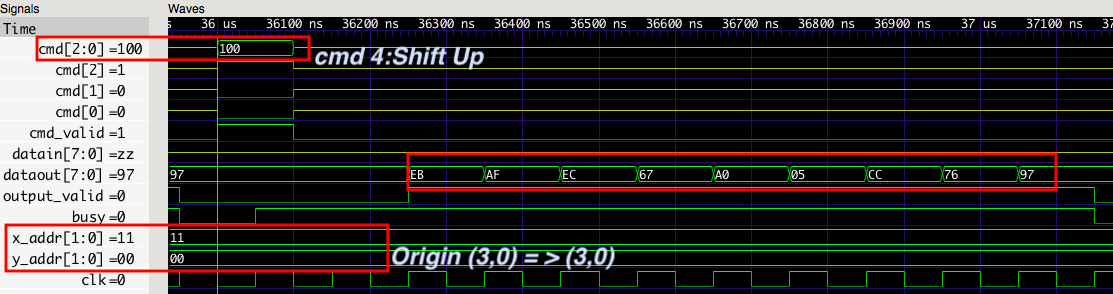 Signals Waves
Time s 36 us 36100 ns 36200 ns 36300 ns 36400 ns 36500 ns 36600 ns 36700 ns 36800 ns 36900 ns 37 us 37100 ns
cmd[2:0] =100 100 cmd 4:Shift Up
cmd[2] =1
cmd[1] =0
cmd[0] =0
cmd_valid =1
datain[7:0] =zz
dataout[7:0] =97 97 EB AF EC 67 A0 05 CC 76 97
output_valid =0
busy =0
x_addr[1:0] =11 11
y_addr[1:0] =00 00 Origin (3,0) = > (3,0)
clk =0